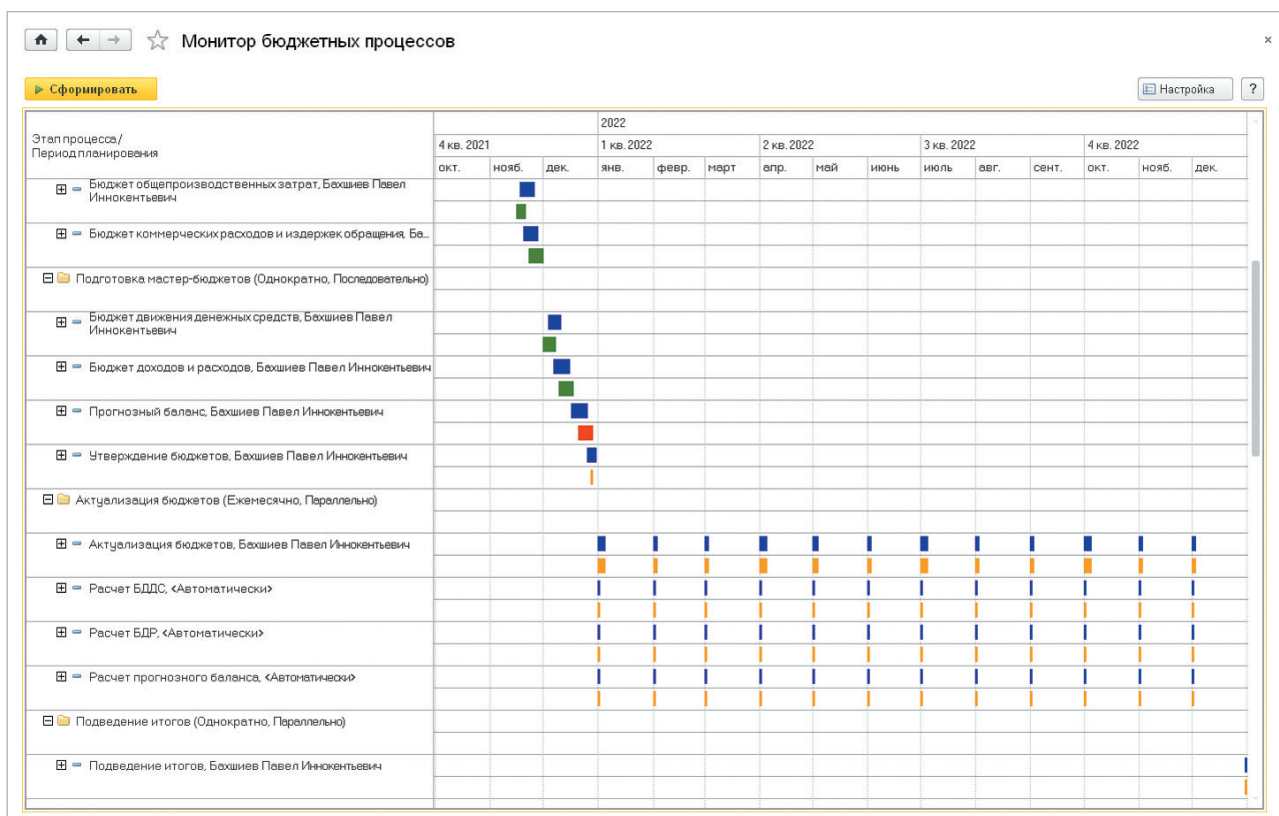 Монитор бюджетных процессов
×
Сформировать
Настройка
?
Этап процесса/
Период планирования
2022
4 кв. 2021
1 кв. 2022
2 кв. 2022
3 кв. 2022
4 кв. 2022
окт.
нояб.
дек.
янв.
февр.
март
апр.
май
июнь
июль
авг.
сент.
окт.
нояб.
дек.
Бюджет общепроизводственных затрат, Бахшиев Павел
Иннокентьевич
Бюджет коммерческих расходов и издержек обращения, Ба...
Подготовка мастер-бюджетов (Однократно, Последовательно)
Бюджет движения денежных средств, Бахшиев Павел
Иннокентьевич
Бюджет доходов и расходов, Бахшиев Павел Иннокентьевич
Прогнозный баланс, Бахшиев Павел Иннокентьевич
Утверждение бюджетов, Бахшиев Павел Иннокентьевич
Актуализация бюджетов (Ежемесячно, Параллельно)
Актуализация бюджетов, Бахшиев Павел Иннокентьевич
Расчет БДДС, <Автоматически>
Расчет БДР, <Автоматически>
Расчет прогнозного баланса, <Автоматически>
Подведение итогов (Однократно, Параллельно)
Подведение итогов, Бахшиев Павел Иннокентьевич